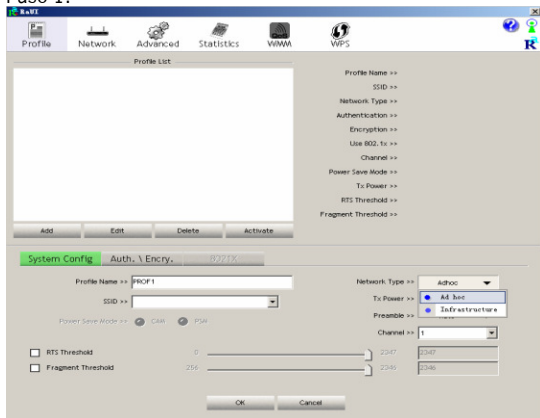 Paso 1:
RaUI
Profile Network Advanced Statistics WMM WPS
Profile List
Profile Name >>
SSID >>
Network Type >>
Authentication >>
Encryption >>
Use 802.1x >>
Channel >>
Power Save Mode >>
Tx Power >>
RTS Threshold >>
Fragment Threshold >>
Add Edit Delete Activate
System Config Auth. \ Encry. 8021X
Profile Name >> PROF1 Network Type >> Adhoc
SSID >> Tx Power >> Ad hoc
Infrastructure
Power Save Mode >> CAM PSM Preamble >>
Channel >> 1
RTS Threshold 0 2347 2347
Fragment Threshold 256 2346 2346
OK Cancel